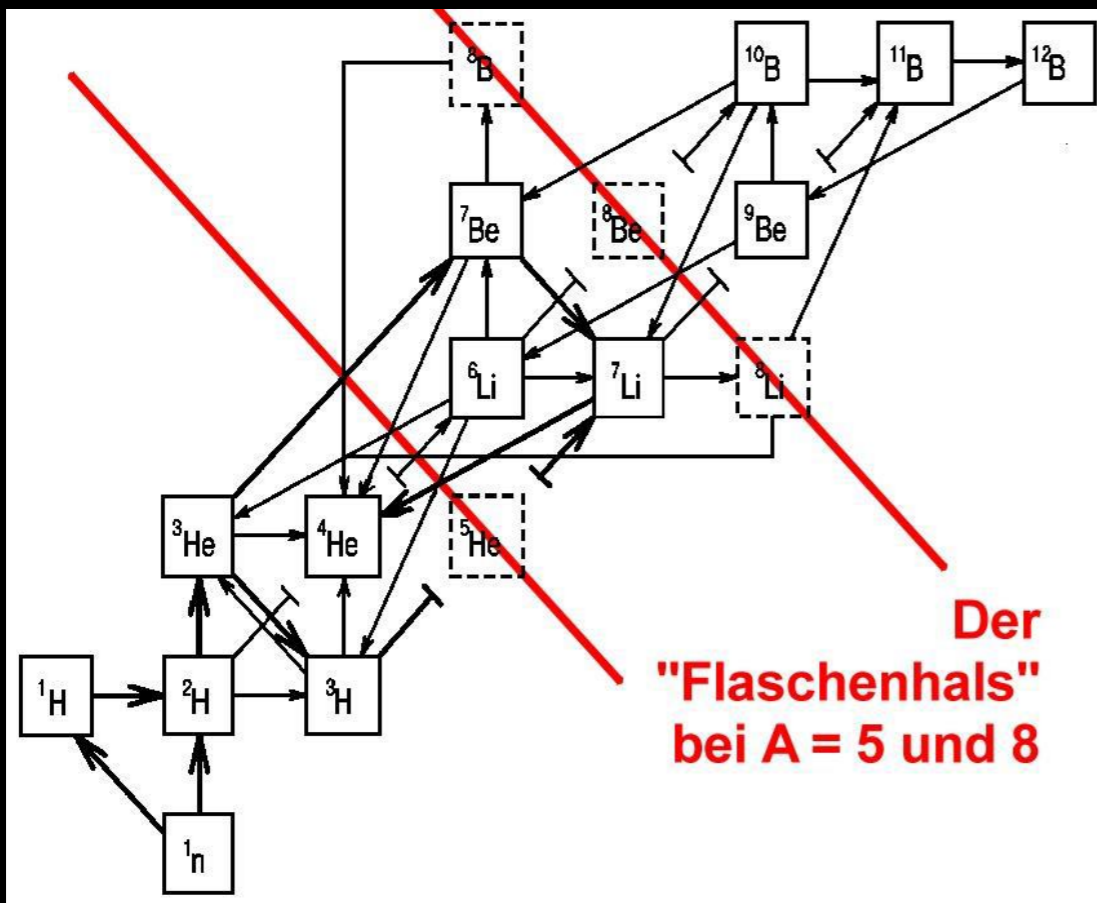 ⁸B
¹⁰B
¹¹B
¹²B
⁷Be
⁸Be
⁹Be
⁶Li
⁷Li
⁸Li
³He
⁴He
⁵He
¹H
²H
³H
¹n
Der
"Flaschenhals"
bei A = 5 und 8